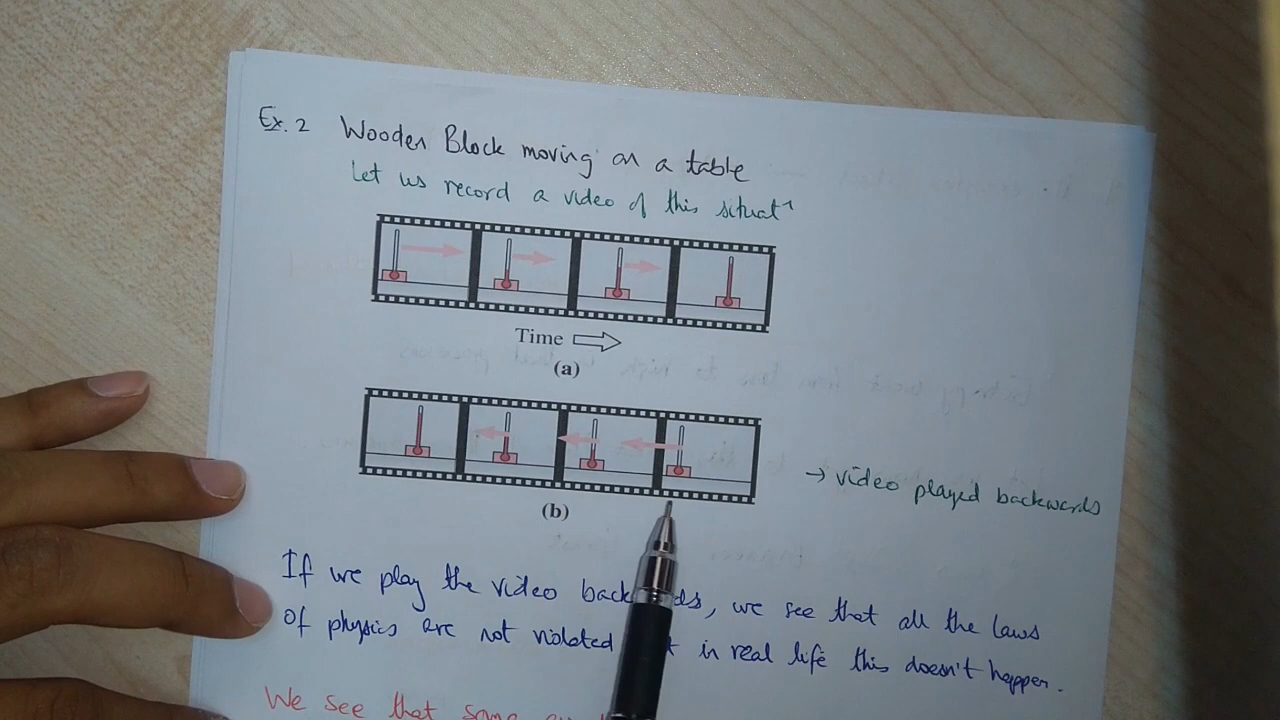 Ex. 2 Wooden Block moving on a table
Let us record a video of this situatⁿ
Time
(a)
(b)
→ video played backwards
If we play the video, we see that all the laws
of physics are not violated in real life this doesn't happen.
We see that some